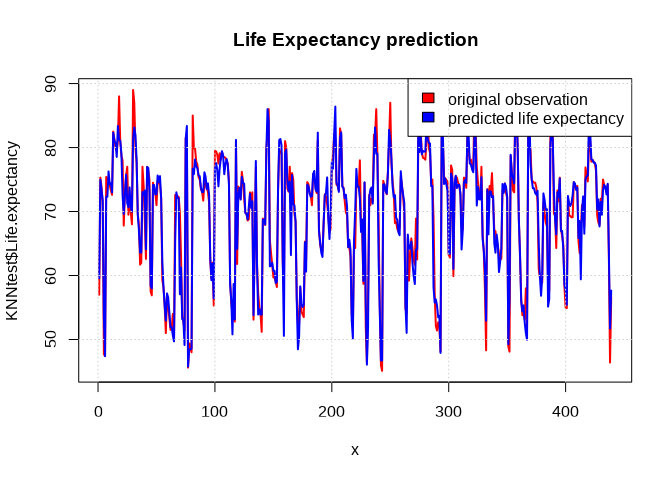 Life Expectancy prediction
original observation
predicted life expectancy
KNNtest$Life.expectancy
90
80
70
60
50
0 100 200 300 400
x